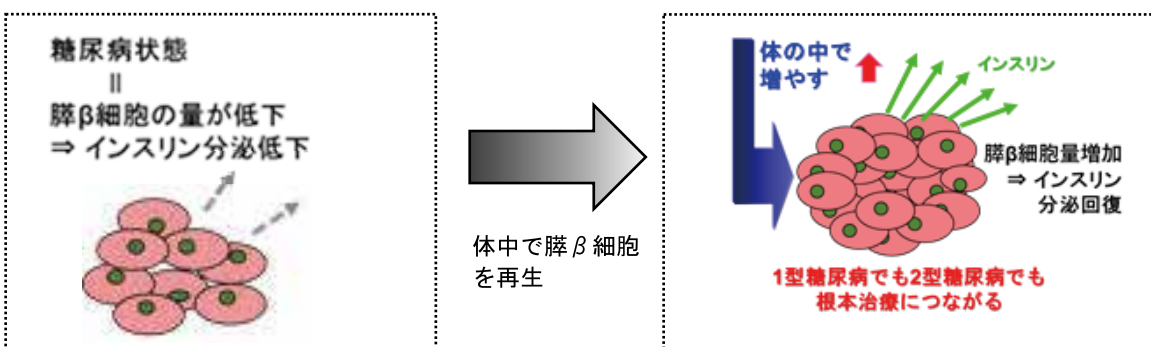 糖尿病状態
＝
膵β細胞の量が低下
⇒ インスリン分泌低下
体中で膵β細胞
を再生
体の中で
増やす
インスリン
膵β細胞量増加
⇒ インスリン
分泌回復
1型糖尿病でも2型糖尿病でも
根本治療につながる